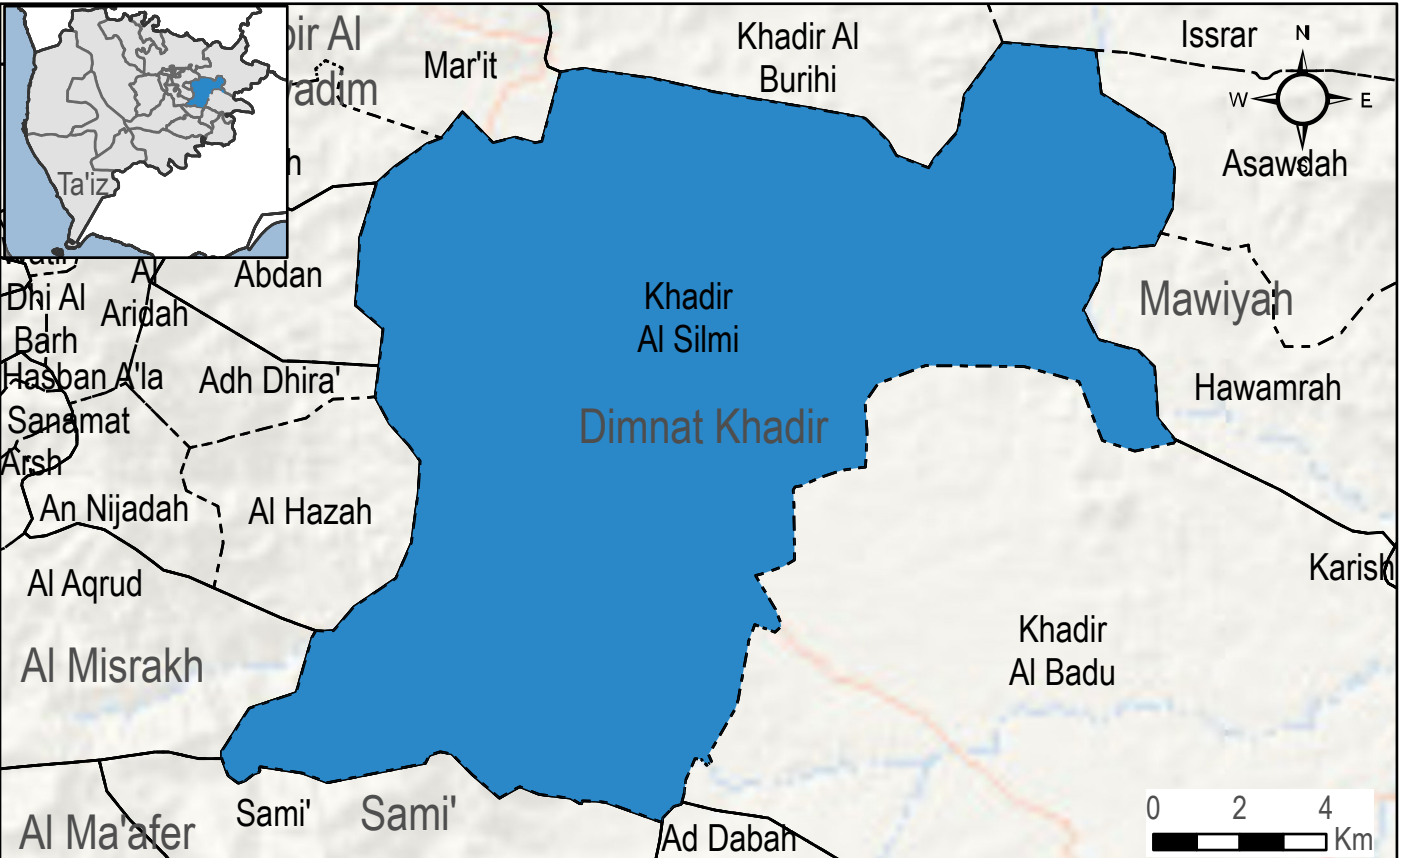 Mar'it
Khadir Al
Burihi
Issrar
N
W
E
S
Asawdah
Ta'iz
Abdan
Al
Aridah
Dhi Al
Barh
Khadir
Al Silmi
Mawiyah
Hasban A'la
Adh Dhira'
Hawamrah
Sanamat
Dimnat Khadir
Arsh
An Nijadah
Al Hazah
Al Aqrud
Karish
Khadir
Al Badu
Al Misrakh
Sami'
Sami'
Al Ma'afer
Ad Dabah
0 2 4
Km